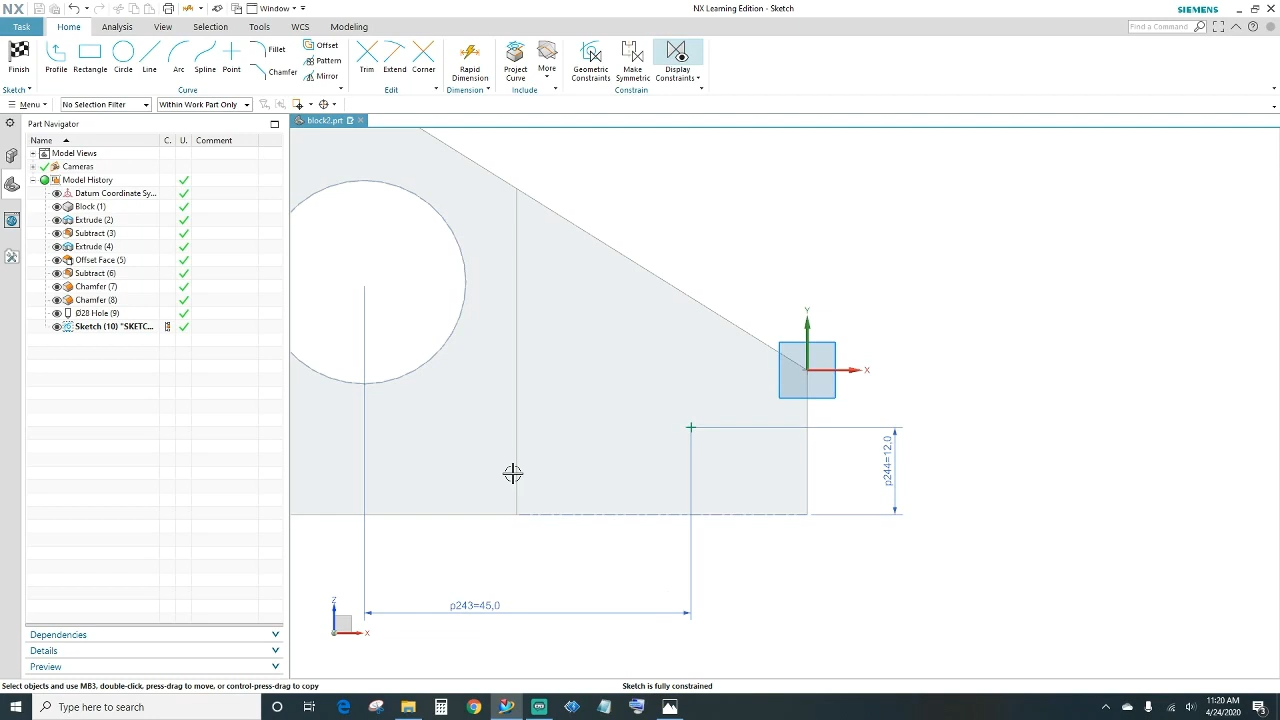 NX Window NX Learning Edition - Sketch SIEMENS
Task Home Analysis View Selection Tools WCS Modeling Find a Command
Finish Profile Rectangle Circle Line Arc Spline Point Fillet Chamfer Offset Pattern Mirror Trim Extend Corner Rapid Dimension Project Curve More Geometric Constraints Make Symmetric Display Constraints
Sketch Curve Edit Dimension Include Constrain
Menu No Selection Filter Within Work Part Only
Part Navigator block2.prt
Name C. U. Comment
Model Views
Cameras
Model History
Datum Coordinate Sy...
Block (1)
Extrude (2)
Subtract (3)
Extrude (4)
Offset Face (5)
Subtract (6)
Chamfer (7)
Chamfer (8)
Ø28 Hole (9)
Sketch (10) "SKETC...
Y
X
p244=12.0
p243=45,0
Z
X
Dependencies
Details
Preview
Select objects and use MB3, double-click, press-drag to move, or control-press-drag to copy Sketch is fully constrained
Type here to search
11:20 AM
4/24/2020
3